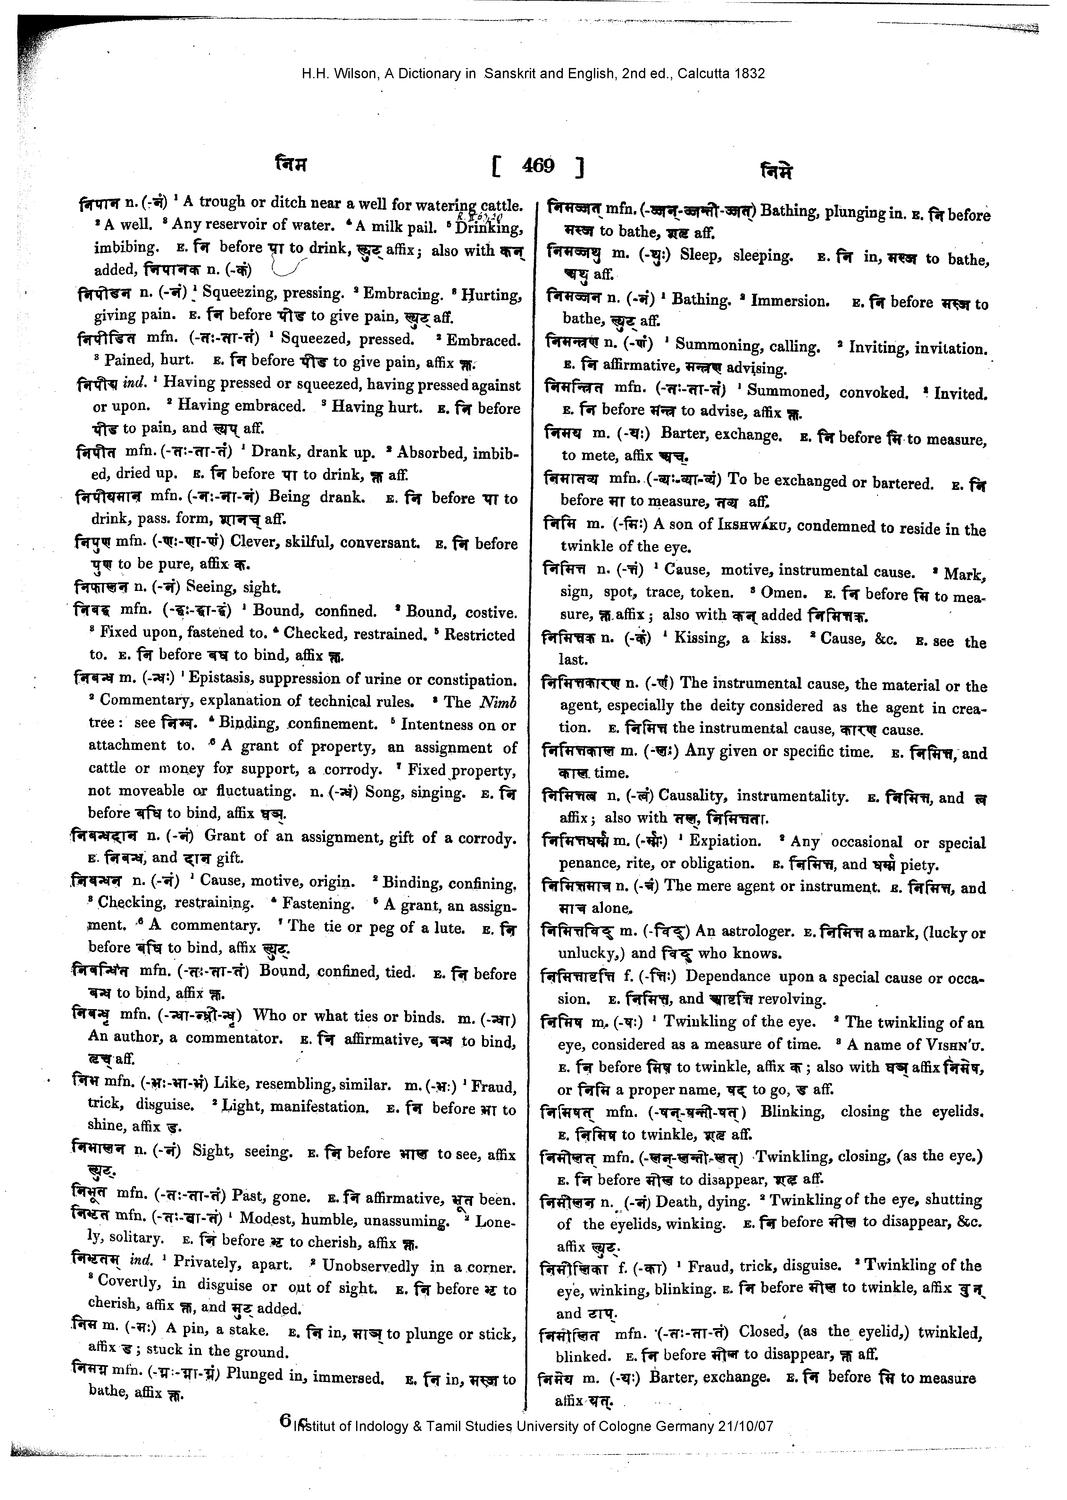 H.H. Wilson, A Dictionary in Sanskrit and English, 2nd ed., Calcutta 1832
निम [ 469 ] निमे
निपान n. (-नं) ¹ A trough or ditch near a well for watering cattle.
² A well. ³ Any reservoir of water. ⁴ A milk pail. ⁵ Drinking,
imbibing. E. नि before पा to drink, ल्युट् affix; also with कन्
added, निपानक n. (-कं)
निपीडन n. (-नं) ¹ Squeezing, pressing. ² Embracing. ³ Hurting,
giving pain. E. नि before पीड to give pain, ल्युट् aff.
निपीडित mfn. (-तः-ता-तं) ¹ Squeezed, pressed. ² Embraced.
³ Pained, hurt. E. नि before पीड to give pain, affix क्त.
निपीड्य ind. ¹ Having pressed or squeezed, having pressed against
or upon. ² Having embraced. ³ Having hurt. E. नि before
पीड to pain, and ल्यप् aff.
निपीत mfn. (-तः-ता-तं) ¹ Drank, drank up. ² Absorbed, imbib-
ed, dried up. E. नि before पा to drink, क्त aff.
निपीयमान mfn. (-नः-ना-नं) Being drank. E. नि before पा to
drink, pass. form, शानच् aff.
निपुण mfn. (-णः-णा-णं) Clever, skilful, conversant. E. नि before
पुण to be pure, affix क.
निफालन n. (-नं) Seeing, sight.
निबद्ध mfn. (-द्धः-द्धा-द्धं) ¹ Bound, confined. ² Bound, costive.
³ Fixed upon, fastened to. ⁴ Checked, restrained. ⁵ Restricted
to. E. नि before बध to bind, affix क्त.
निबन्ध m. (-न्धः) ¹ Epistasis, suppression of urine or constipation.
² Commentary, explanation of technical rules. ³ The Nimb
tree: see निम्ब. ⁴ Binding, confinement. ⁵ Intentness on or
attachment to. ⁶ A grant of property, an assignment of
cattle or money for support, a corrody. ⁷ Fixed property,
not moveable or fluctuating. n. (-न्धं) Song, singing. E. नि
before बधि to bind, affix घञ्.
निबन्धदान n. (-नं) Grant of an assignment, gift of a corrody.
E. निबन्ध, and दान gift.
निबन्धन n. (-नं) ¹ Cause, motive, origin. ² Binding, confining,
³ Checking, restraining. ⁴ Fastening. ⁵ A grant, an assign-
ment. ⁶ A commentary. ⁷ The tie or peg of a lute. E. नि
before बधि to bind, affix ल्युट्.
निबन्धित mfn. (-तः-ता-तं) Bound, confined, tied. E. नि before
बन्ध to bind, affix क्त.
निबन्धृ mfn. (-न्धा-न्ध्री-न्धृ) Who or what ties or binds. m. (-न्धा)
An author, a commentator. E. नि affirmative, बन्ध to bind,
तृच् aff.
निभ mfn. (-भः-भा-भं) Like, resembling, similar. m. (-भः) ¹ Fraud,
trick, disguise. ² Light, manifestation. E. नि before भा to
shine, affix ड.
निभालन n. (-नं) Sight, seeing. E. नि before भाल to see, affix
ल्युट्.
निभूत mfn. (-तः-ता-तं) Past, gone. E. नि affirmative, भूत been.
निभृत mfn. (-तः-ता-तं) ¹ Modest, humble, unassuming. ² Lone-
ly, solitary. E. नि before भृ to cherish, affix क्त.
निभृतम् ind. ¹ Privately, apart. ² Unobservedly in a corner.
³ Covertly, in disguise or out of sight. E. नि before भृ to
cherish, affix क्त, and मुट् added.
निम m. (-मः) A pin, a stake. E. नि in, माञ् to plunge or stick,
affix ड; stuck in the ground.
निमग्न mfn. (-ग्नः-ग्ना-ग्नं) Plunged in, immersed. E. नि in, मस्ज to
bathe, affix क्त.
निमज्जत् mfn. (-ज्जन्-ज्जन्ती-ज्जत्) Bathing, plunging in. E. नि before
मस्ज to bathe, शतृ aff.
निमज्जथु m. (-थुः) Sleep, sleeping. E. नि in, मस्ज to bathe,
अथु aff.
निमज्जन n. (-नं) ¹ Bathing. ² Immersion. E. नि before मस्ज to
bathe, ल्युट् aff.
निमन्त्रण n. (-णं) ¹ Summoning, calling. ² Inviting, invitation.
E. नि affirmative, मन्त्रण advising.
निमन्त्रित mfn. (-तः-ता-तं) ¹ Summoned, convoked. ² Invited.
E. नि before मन्त्र to advise, affix क्त.
निमय m. (-यः) Barter, exchange. E. नि before मि to measure,
to mete, affix अच्.
निमातव्य mfn. (-व्यः-व्या-व्यं) To be exchanged or bartered. E. नि
before मा to measure, तव्य aff.
निमि m. (-मिः) A son of IKSHWÁKU, condemned to reside in the
twinkle of the eye.
निमित्त n. (-त्तं) ¹ Cause, motive, instrumental cause. ² Mark,
sign, spot, trace, token. ³ Omen. E. नि before मि to mea-
sure, क्त affix; also with कन् added निमित्तक.
निमित्तक n. (-कं) ¹ Kissing, a kiss. ² Cause, &c. E. see the
last.
निमित्तकारण n. (-णं) The instrumental cause, the material or the
agent, especially the deity considered as the agent in crea-
tion. E. निमित्त the instrumental cause, कारण cause.
निमित्तकाल m. (-लः) Any given or specific time. E. निमित्त, and
काल time.
निमित्तत्व n. (-त्वं) Causality, instrumentality. E. निमित्त, and त्व
affix; also with तल्, निमित्तता.
निमित्तधर्म्म m. (-र्म्मः) ¹ Expiation. ² Any occasional or special
penance, rite, or obligation. E. निमित्त, and धर्म्म piety.
निमित्तमात्र n. (-त्रं) The mere agent or instrument. E. निमित्त, and
मात्र alone.
निमित्तविद् m. (-विद्) An astrologer. E. निमित्त a mark, (lucky or
unlucky,) and विद् who knows.
निमित्तावृत्ति f. (-त्तिः) Dependance upon a special cause or occa-
sion. E. निमित्त, and आवृत्ति revolving.
निमिष m. (-षः) ¹ Twinkling of the eye. ² The twinkling of an
eye, considered as a measure of time. ³ A name of VISHN'U.
E. नि before मिष to twinkle, affix क; also with घञ् affix निमेष,
or निमि a proper name, षद् to go, ड aff.
निमिषत् mfn. (-षन्-षन्ती-षत्) Blinking, closing the eyelids.
E. निमिष to twinkle, शतृ aff.
निमीलत् mfn. (-लन्-लन्ती-लत्) Twinkling, closing, (as the eye.)
E. नि before मील to disappear, शतृ aff.
निमीलन n. (-नं) Death, dying. ² Twinkling of the eye, shutting
of the eyelids, winking. E. नि before मील to disappear, &c.
affix ल्युट्.
निमीलिका f. (-का) ¹ Fraud, trick, disguise. ² Twinkling of the
eye, winking, blinking. E. नि before मील to twinkle, affix वुन्
and टाप्.
निमीलित mfn. (-तः-ता-तं) Closed, (as the eyelid,) twinkled,
blinked. E. नि before मील to disappear, क्त aff.
निमेय m. (-यः) Barter, exchange. E. नि before मि to measure
affix यत्.
6
Institut of Indology & Tamil Studies University of Cologne Germany 21/10/07